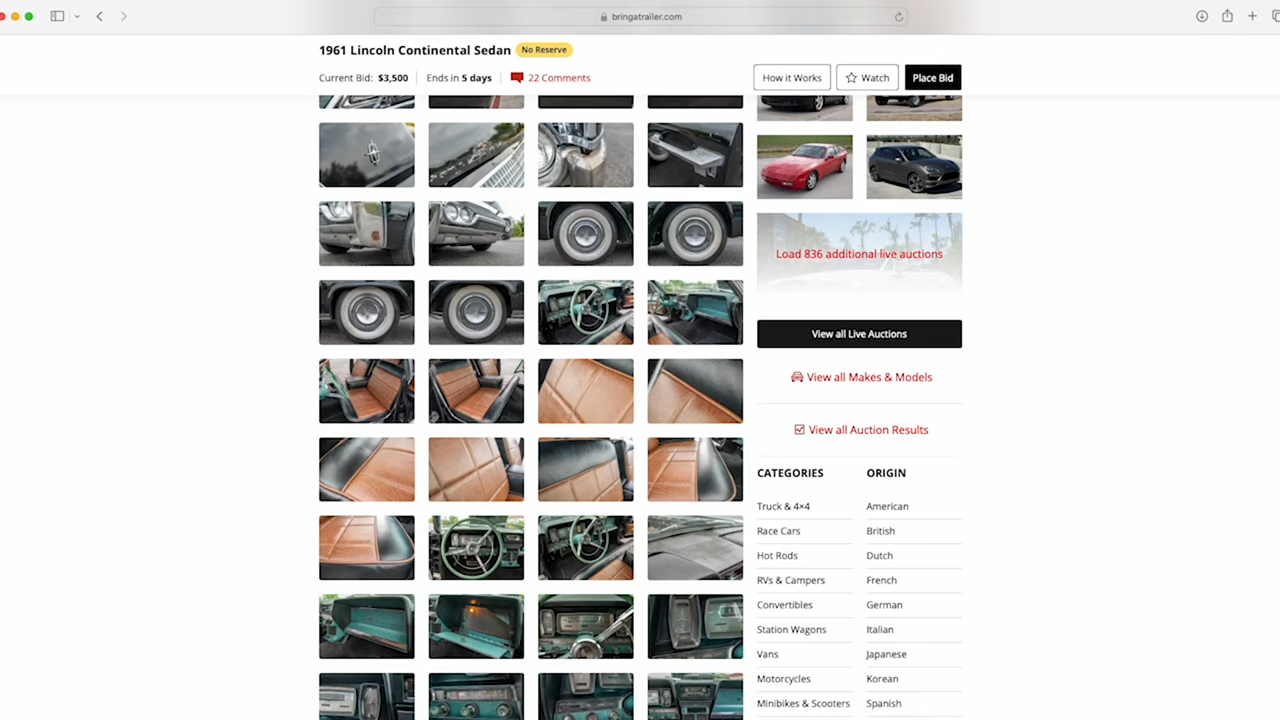 bringatrailer.com
1961 Lincoln Continental Sedan No Reserve
Current Bid: $3,500 Ends in 5 days 22 Comments
How it Works Watch Place Bid
Load 836 additional live auctions
View all Live Auctions
View all Makes & Models
View all Auction Results
CATEGORIES ORIGIN
Truck & 4×4 American
Race Cars British
Hot Rods Dutch
RVs & Campers French
Convertibles German
Station Wagons Italian
Vans Japanese
Motorcycles Korean
Minibikes & Scooters Spanish